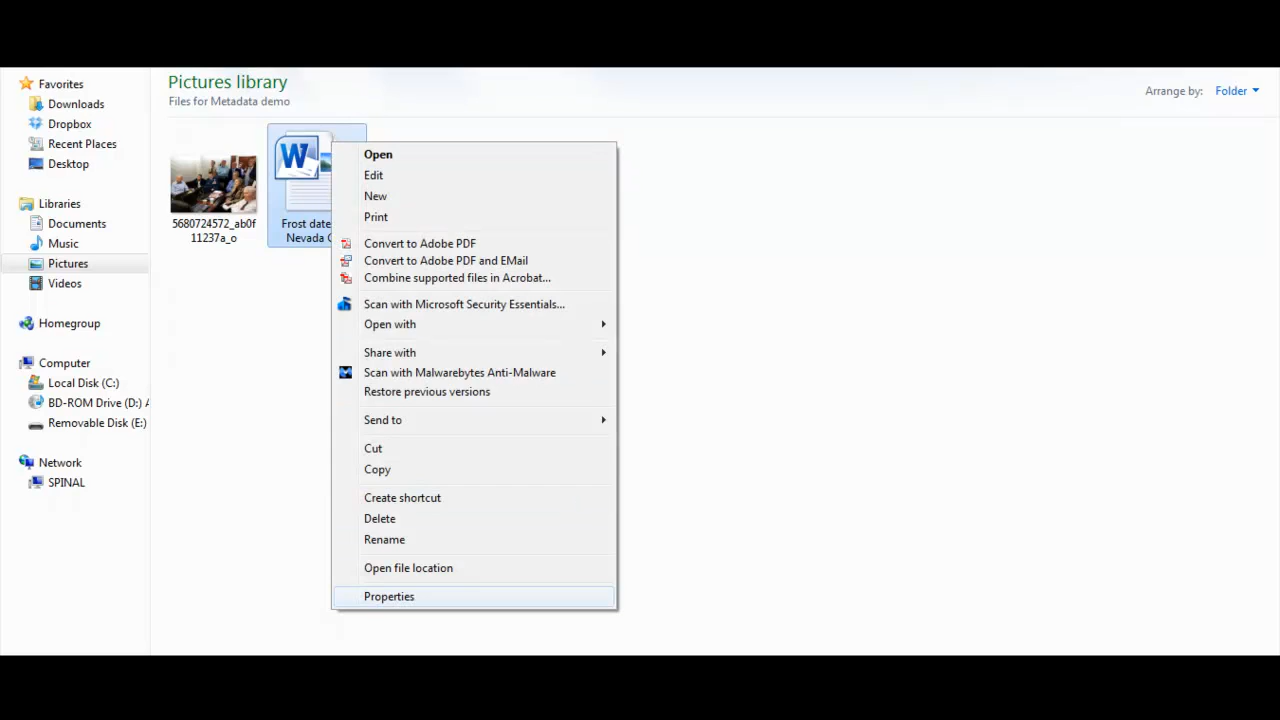 Favorites
Downloads
Dropbox
Recent Places
Desktop
Libraries
Documents
Music
Pictures
Videos
Homegroup
Computer
Local Disk (C:)
BD-ROM Drive (D:) A
Removable Disk (E:)
Network
SPINAL
Pictures library
Files for Metadata demo
Arrange by: Folder
5680724572_ab0f
11237a_o
W
Frost date
Nevada C
Open
Edit
New
Print
Convert to Adobe PDF
Convert to Adobe PDF and EMail
Combine supported files in Acrobat...
Scan with Microsoft Security Essentials...
Open with
Share with
Scan with Malwarebytes Anti-Malware
Restore previous versions
Send to
Cut
Copy
Create shortcut
Delete
Rename
Open file location
Properties